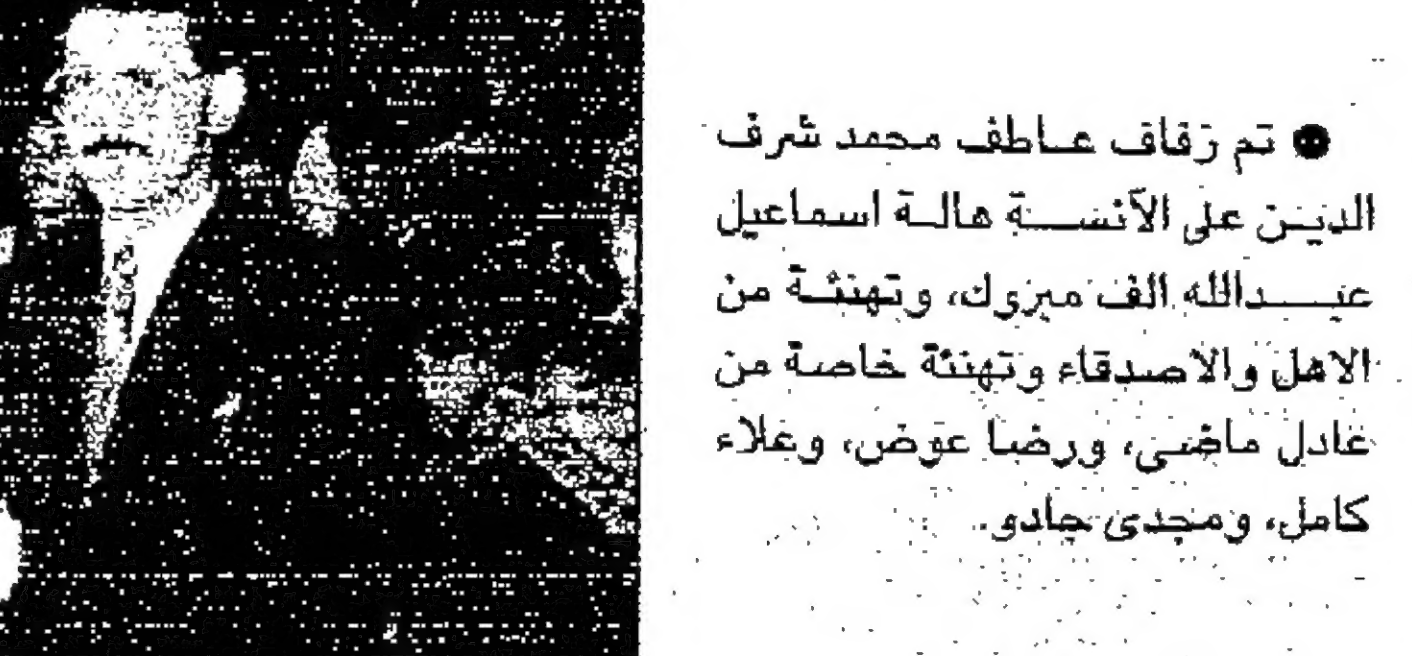 ● تم زفاف عاطف محمد شرف
الدين على الآنسة هالة اسماعيل
عبدالله الف مبروك، وتهنئة من
الاهل والاصدقاء وتهنئة خاصة من
عادل ماضى، ورضا عوض، وعلاء
كامل، ومجدى جادو.